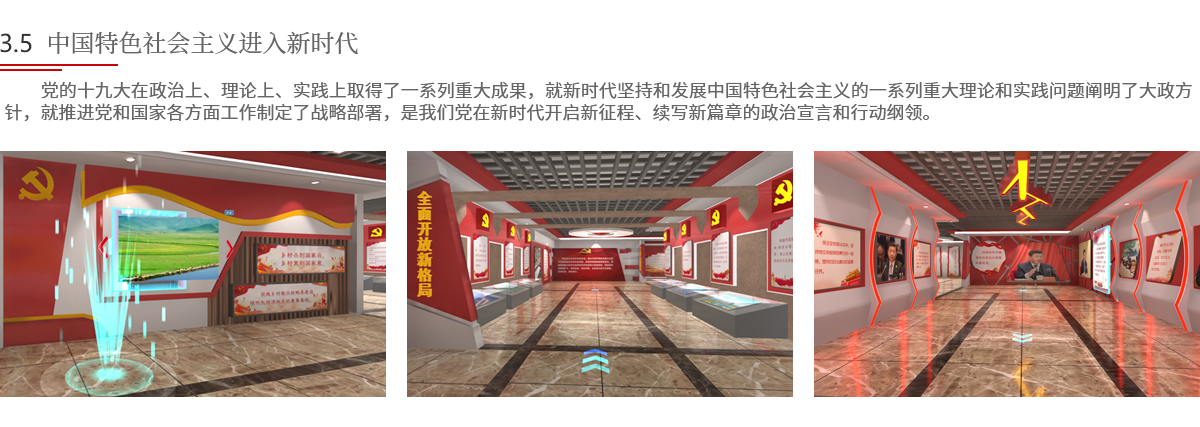 3.5 中国特色社会主义进入新时代
党的十九大在政治上、理论上、实践上取得了一系列重大成果，就新时代坚持和发展中国特色社会主义的一系列重大理论和实践问题阐明了大政方
针，就推进党和国家各方面工作制定了战略部署，是我们党在新时代开启新征程、续写新篇章的政治宣言和行动纲领。
全面开放新格局